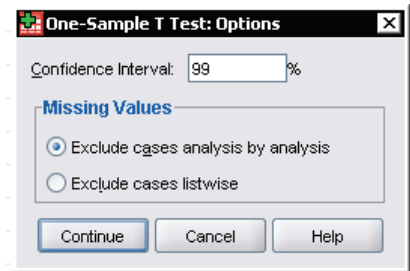 One-Sample T Test: Options
Confidence Interval: 99 %
Missing Values
Exclude cases analysis by analysis
Exclude cases listwise
Continue Cancel Help